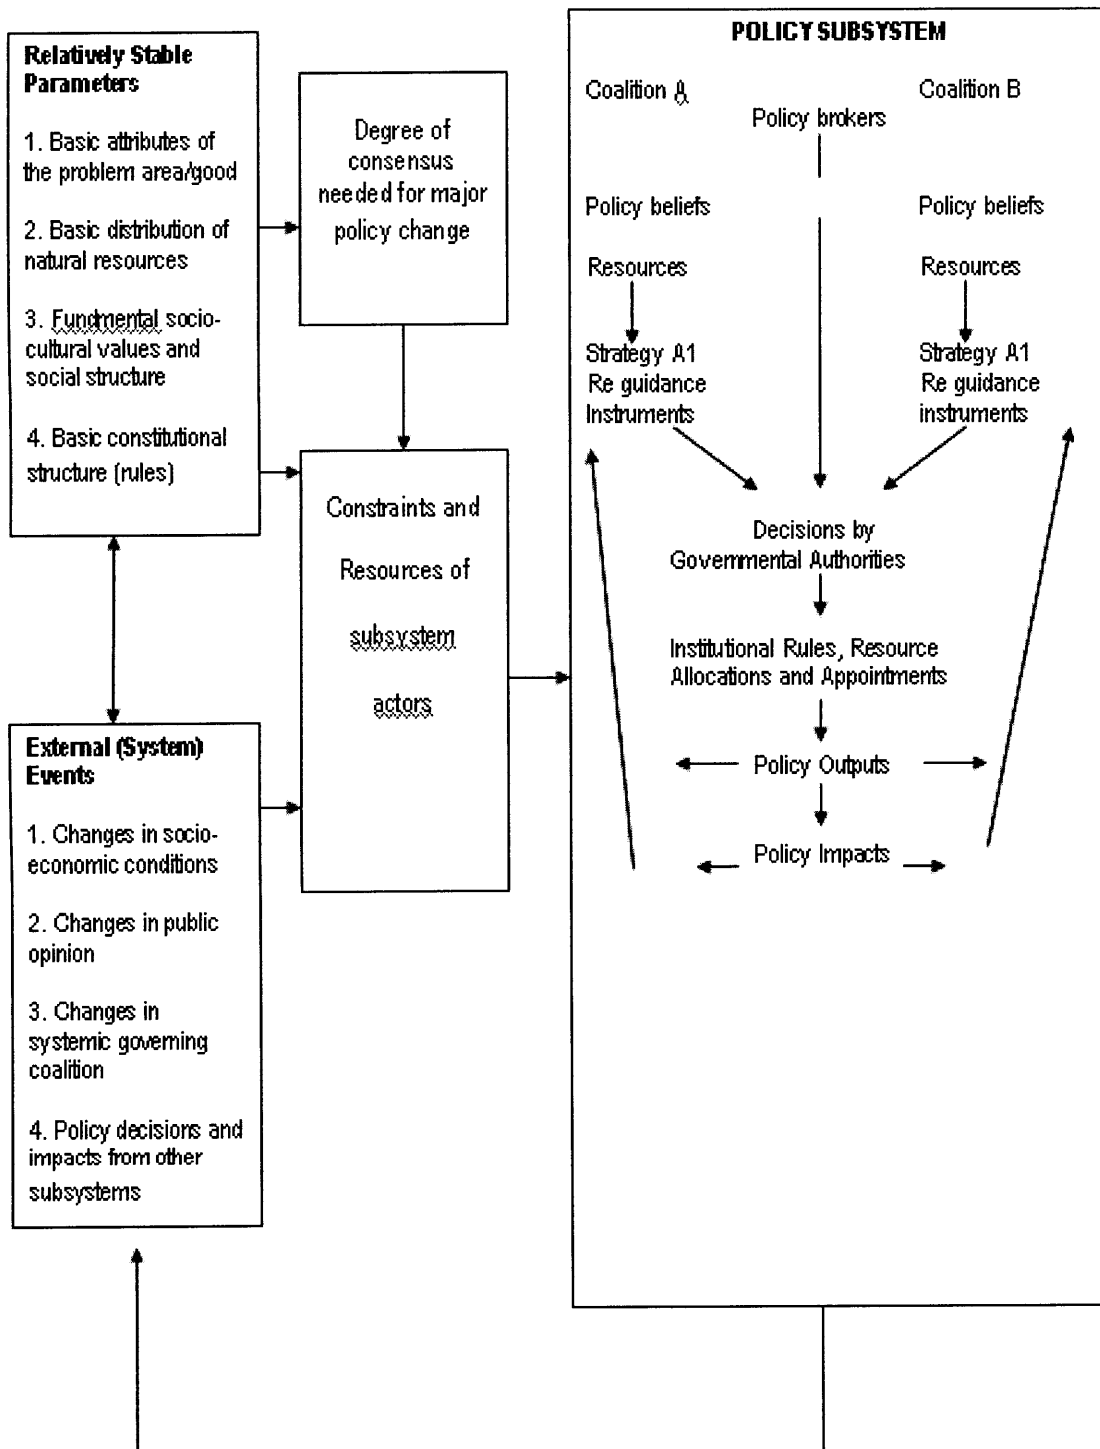 Relatively Stable
Parameters
1. Basic attributes of
the problem area/good
2. Basic distribution of
natural resources
3. Fundmental socio-
cultural values and
social structure
4. Basic constitutional
structure (rules)
External (System)
Events
1. Changes in socio-
economic conditions
2. Changes in public
opinion
3. Changes in
systemic governing
coalition
4. Policy decisions and
impacts from other
subsystems
Degree of
consensus
needed for major
policy change
Constraints and
Resources of
subsystem
actors
POLICY SUBSYSTEM
Coalition A
Policy beliefs
Resources
Strategy A1
Re guidance
Instruments
Policy brokers
Coalition B
Policy beliefs
Resources
Strategy A1
Re guidance
instruments
Decisions by
Governmental Authorities
Institutional Rules, Resource
Allocations and Appointments
Policy Outputs
Policy Impacts